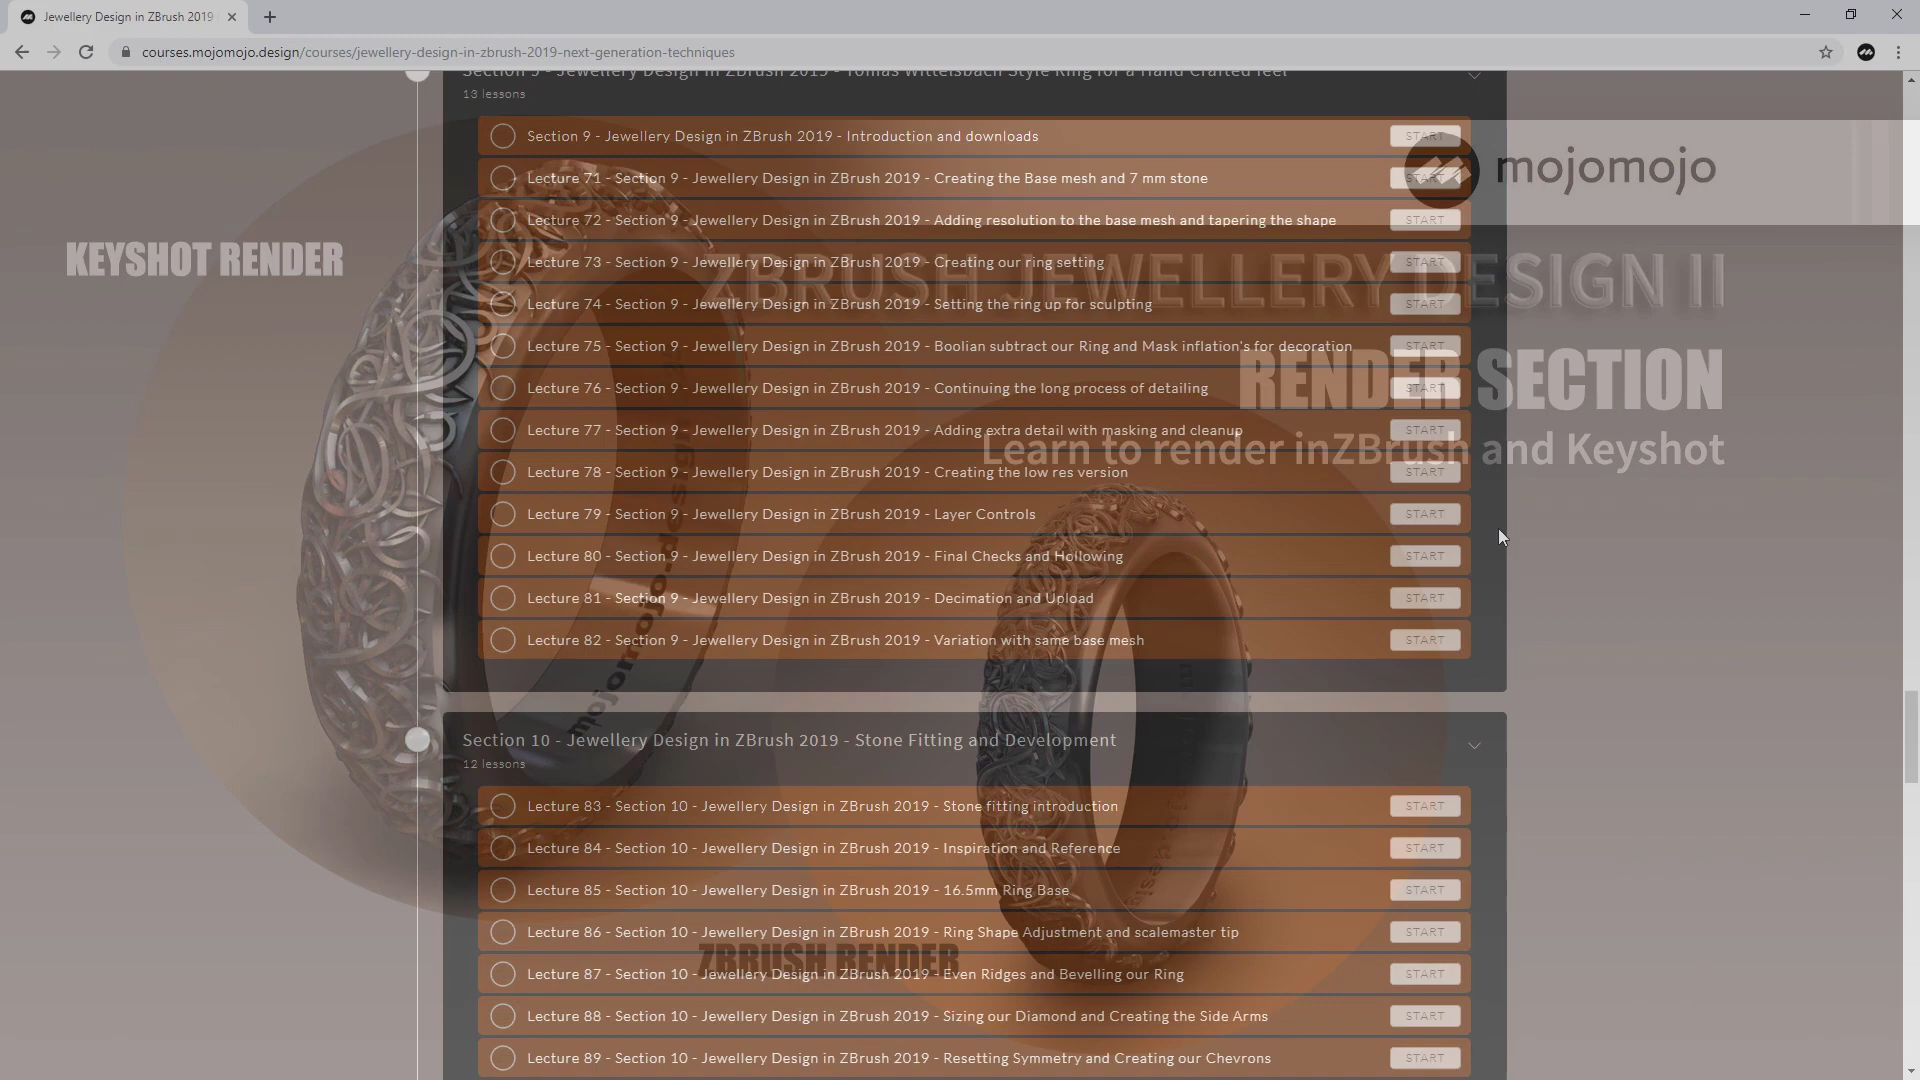 Jewellery Design in ZBrush 2019
courses.mojomojo.design/courses/jewellery-design-in-zbrush-2019-next-generation-techniques
Section 9 - Jewellery Design in ZBrush 2019 - Tomas Wittelsbach Style Ring for a Hand Crafted feel
13 lessons
Section 9 - Jewellery Design in ZBrush 2019 - Introduction and downloads START
Lecture 71 - Section 9 - Jewellery Design in ZBrush 2019 - Creating the Base mesh and 7 mm stone START
mojomojo
Lecture 72 - Section 9 - Jewellery Design in ZBrush 2019 - Adding resolution to the base mesh and tapering the shape START
KEYSHOT RENDER
Lecture 73 - Section 9 - Jewellery Design in ZBrush 2019 - Creating our ring setting START
ZBRUSH JEWELLERY DESIGN II
Lecture 74 - Section 9 - Jewellery Design in ZBrush 2019 - Setting the ring up for sculpting START
Lecture 75 - Section 9 - Jewellery Design in ZBrush 2019 - Boolian subtract our Ring and Mask inflation's for decoration START
RENDER SECTION
Lecture 76 - Section 9 - Jewellery Design in ZBrush 2019 - Continuing the long process of detailing START
Lecture 77 - Section 9 - Jewellery Design in ZBrush 2019 - Adding extra detail with masking and cleanup START
Learn to render inZBrush and Keyshot
Lecture 78 - Section 9 - Jewellery Design in ZBrush 2019 - Creating the low res version START
Lecture 79 - Section 9 - Jewellery Design in ZBrush 2019 - Layer Controls START
Lecture 80 - Section 9 - Jewellery Design in ZBrush 2019 - Final Checks and Hollowing START
Lecture 81 - Section 9 - Jewellery Design in ZBrush 2019 - Decimation and Upload START
Lecture 82 - Section 9 - Jewellery Design in ZBrush 2019 - Variation with same base mesh START
mojomojo.design
Section 10 - Jewellery Design in ZBrush 2019 - Stone Fitting and Development
12 lessons
Lecture 83 - Section 10 - Jewellery Design in ZBrush 2019 - Stone fitting introduction START
Lecture 84 - Section 10 - Jewellery Design in ZBrush 2019 - Inspiration and Reference START
Lecture 85 - Section 10 - Jewellery Design in ZBrush 2019 - 16.5mm Ring Base START
Lecture 86 - Section 10 - Jewellery Design in ZBrush 2019 - Ring Shape Adjustment and scalemaster tip START
ZBRUSH RENDER
Lecture 87 - Section 10 - Jewellery Design in ZBrush 2019 - Even Ridges and Bevelling our Ring START
Lecture 88 - Section 10 - Jewellery Design in ZBrush 2019 - Sizing our Diamond and Creating the Side Arms START
Lecture 89 - Section 10 - Jewellery Design in ZBrush 2019 - Resetting Symmetry and Creating our Chevrons START